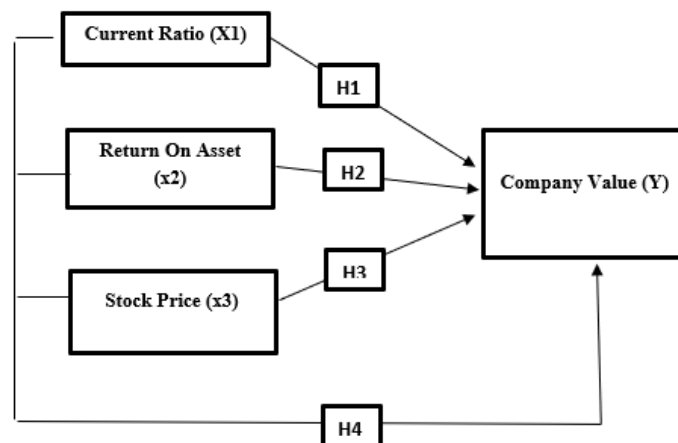 Current Ratio (X1)
H1
Return On Asset
(x2)
H2
Company Value (Y)
Stock Price (x3)
H3
H4